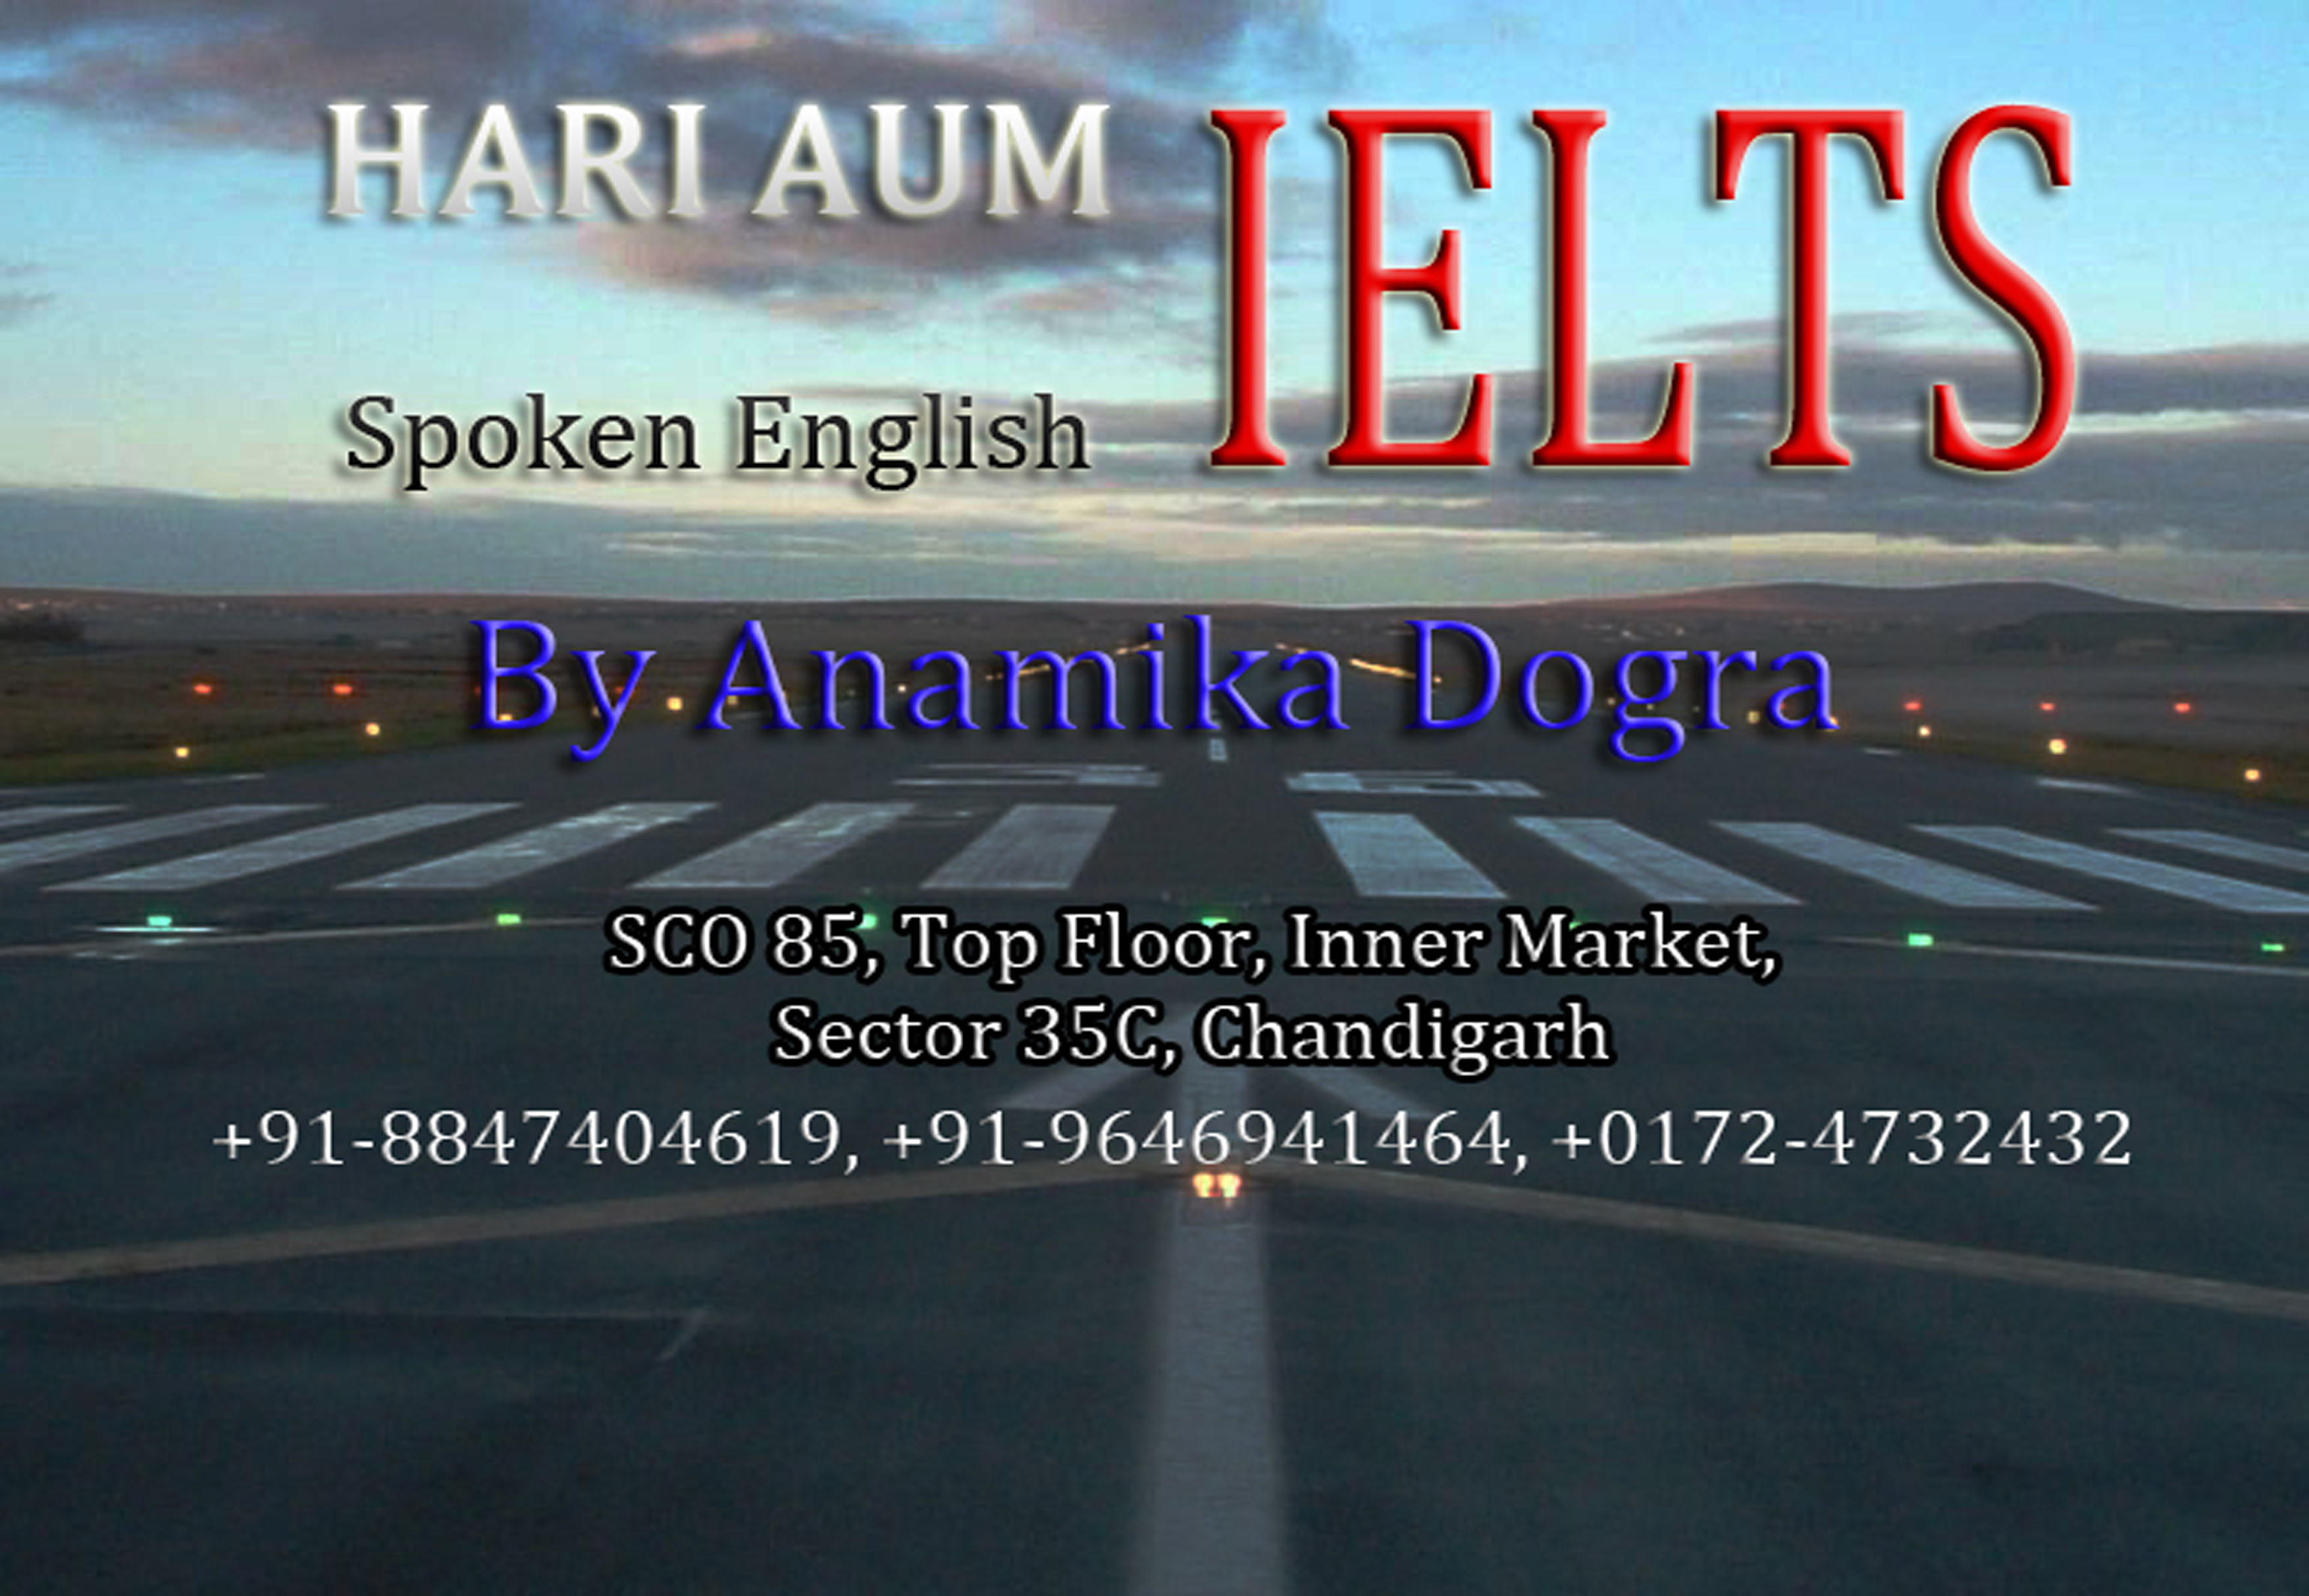 HARI AUM IELTS
Spoken English
By Anamika Dogra
SCO 85, Top Floor, Inner Market,
Sector 35C, Chandigarh
+91-8847404619, +91-9646941464, +0172-4732432